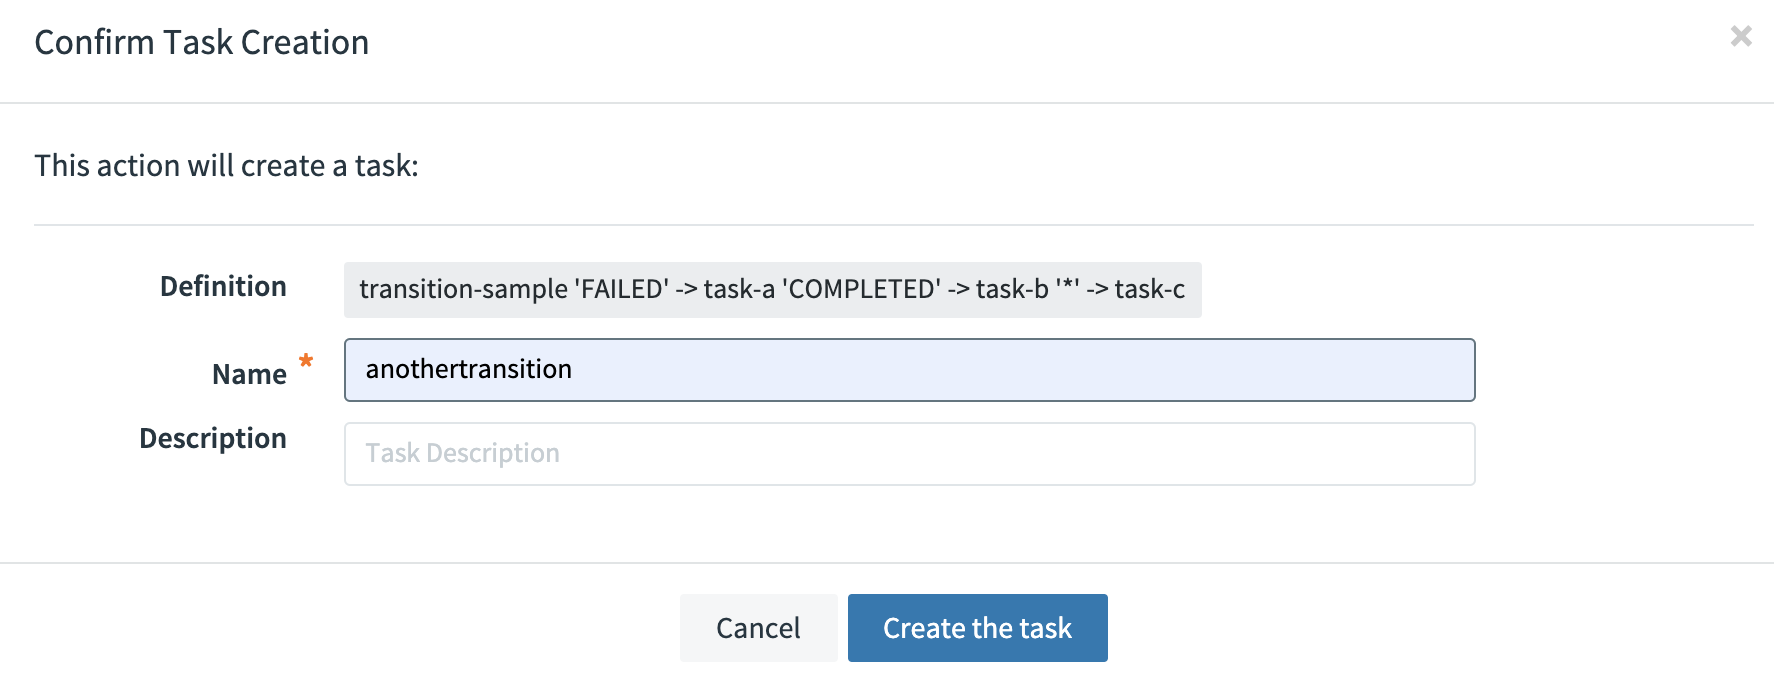 Confirm Task Creation
This action will create a task:
Definition
transition-sample 'FAILED' -> task-a 'COMPLETED' -> task-b '*' -> task-c
Name *
anothertransition
Description
Task Description
Cancel
Create the task